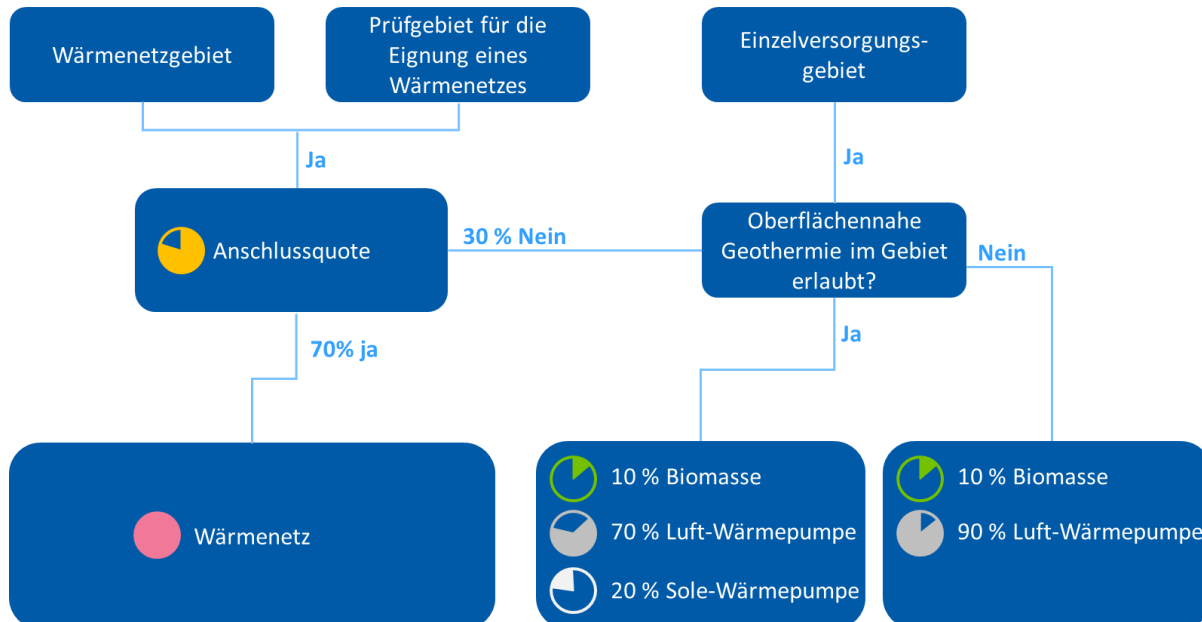 Wärmenetzgebiet
Prüfgebiet für die
Eignung eines
Wärmenetzes
Einzelversorgungs-
gebiet
Ja
Ja
Anschlussquote
30 % Nein
Oberflächennahe
Geothermie im Gebiet
erlaubt?
Nein
70% ja
Ja
Wärmenetz
10 % Biomasse
70 % Luft-Wärmepumpe
20 % Sole-Wärmepumpe
10 % Biomasse
90 % Luft-Wärmepumpe